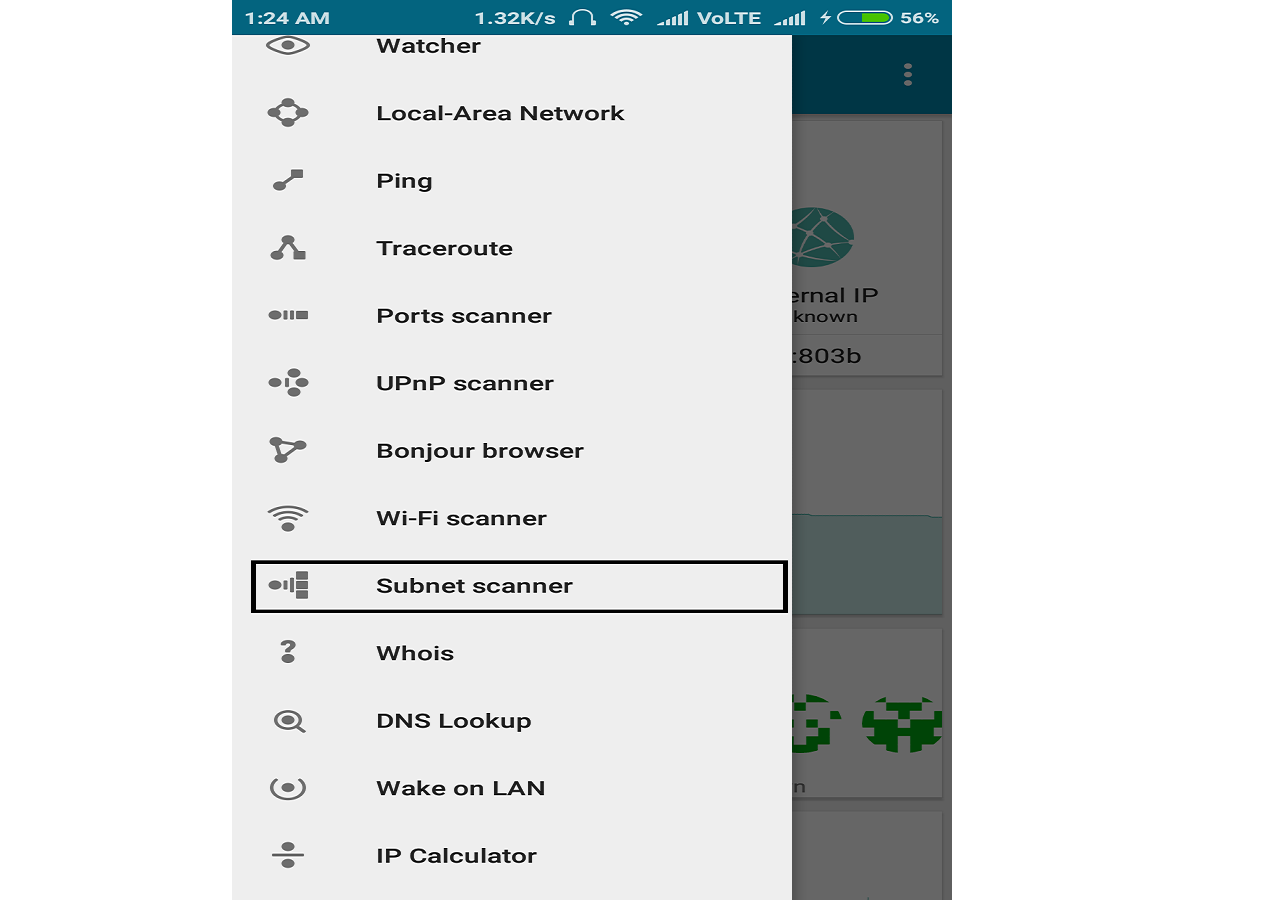 1:24 AM 1.32K/s VoLTE 56%
Watcher
Local-Area Network
Ping
Traceroute
Ports scanner
UPnP scanner
Bonjour browser
Wi-Fi scanner
Subnet scanner
Whois
DNS Lookup
Wake on LAN
IP Calculator
ernal IP
known
:803b
n